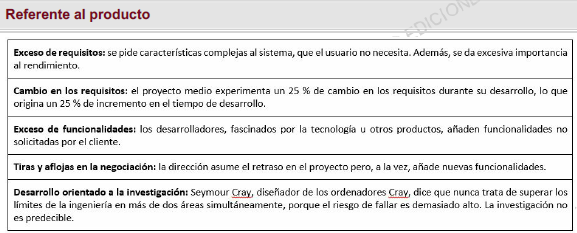 Referente al producto
EDICION
Exceso de requisitos: se pide características complejas al sistema, que el usuario no necesita. Además, se da excesiva importancia
al rendimiento.
Cambio en los requisitos: el proyecto medio experimenta un 25 % de cambio en los requisitos durante su desarrollo, lo que
origina un 25 % de incremento en el tiempo de desarrollo.
Exceso de funcionalidades: los desarrolladores, fascinados por la tecnología u otros productos, añaden funcionalidades no
solicitadas por el cliente.
Tiras y aflojas en la negociación: la dirección asume el retraso en el proyecto pero, a la vez, añade nuevas funcionalidades.
Desarrollo orientado a la investigación: Seymour Cray, diseñador de los ordenadores Cray, dice que nunca trata de superar los
límites de la ingeniería en más de dos áreas simultáneamente, porque el riesgo de fallar es demasiado alto. La investigación no
es predecible.